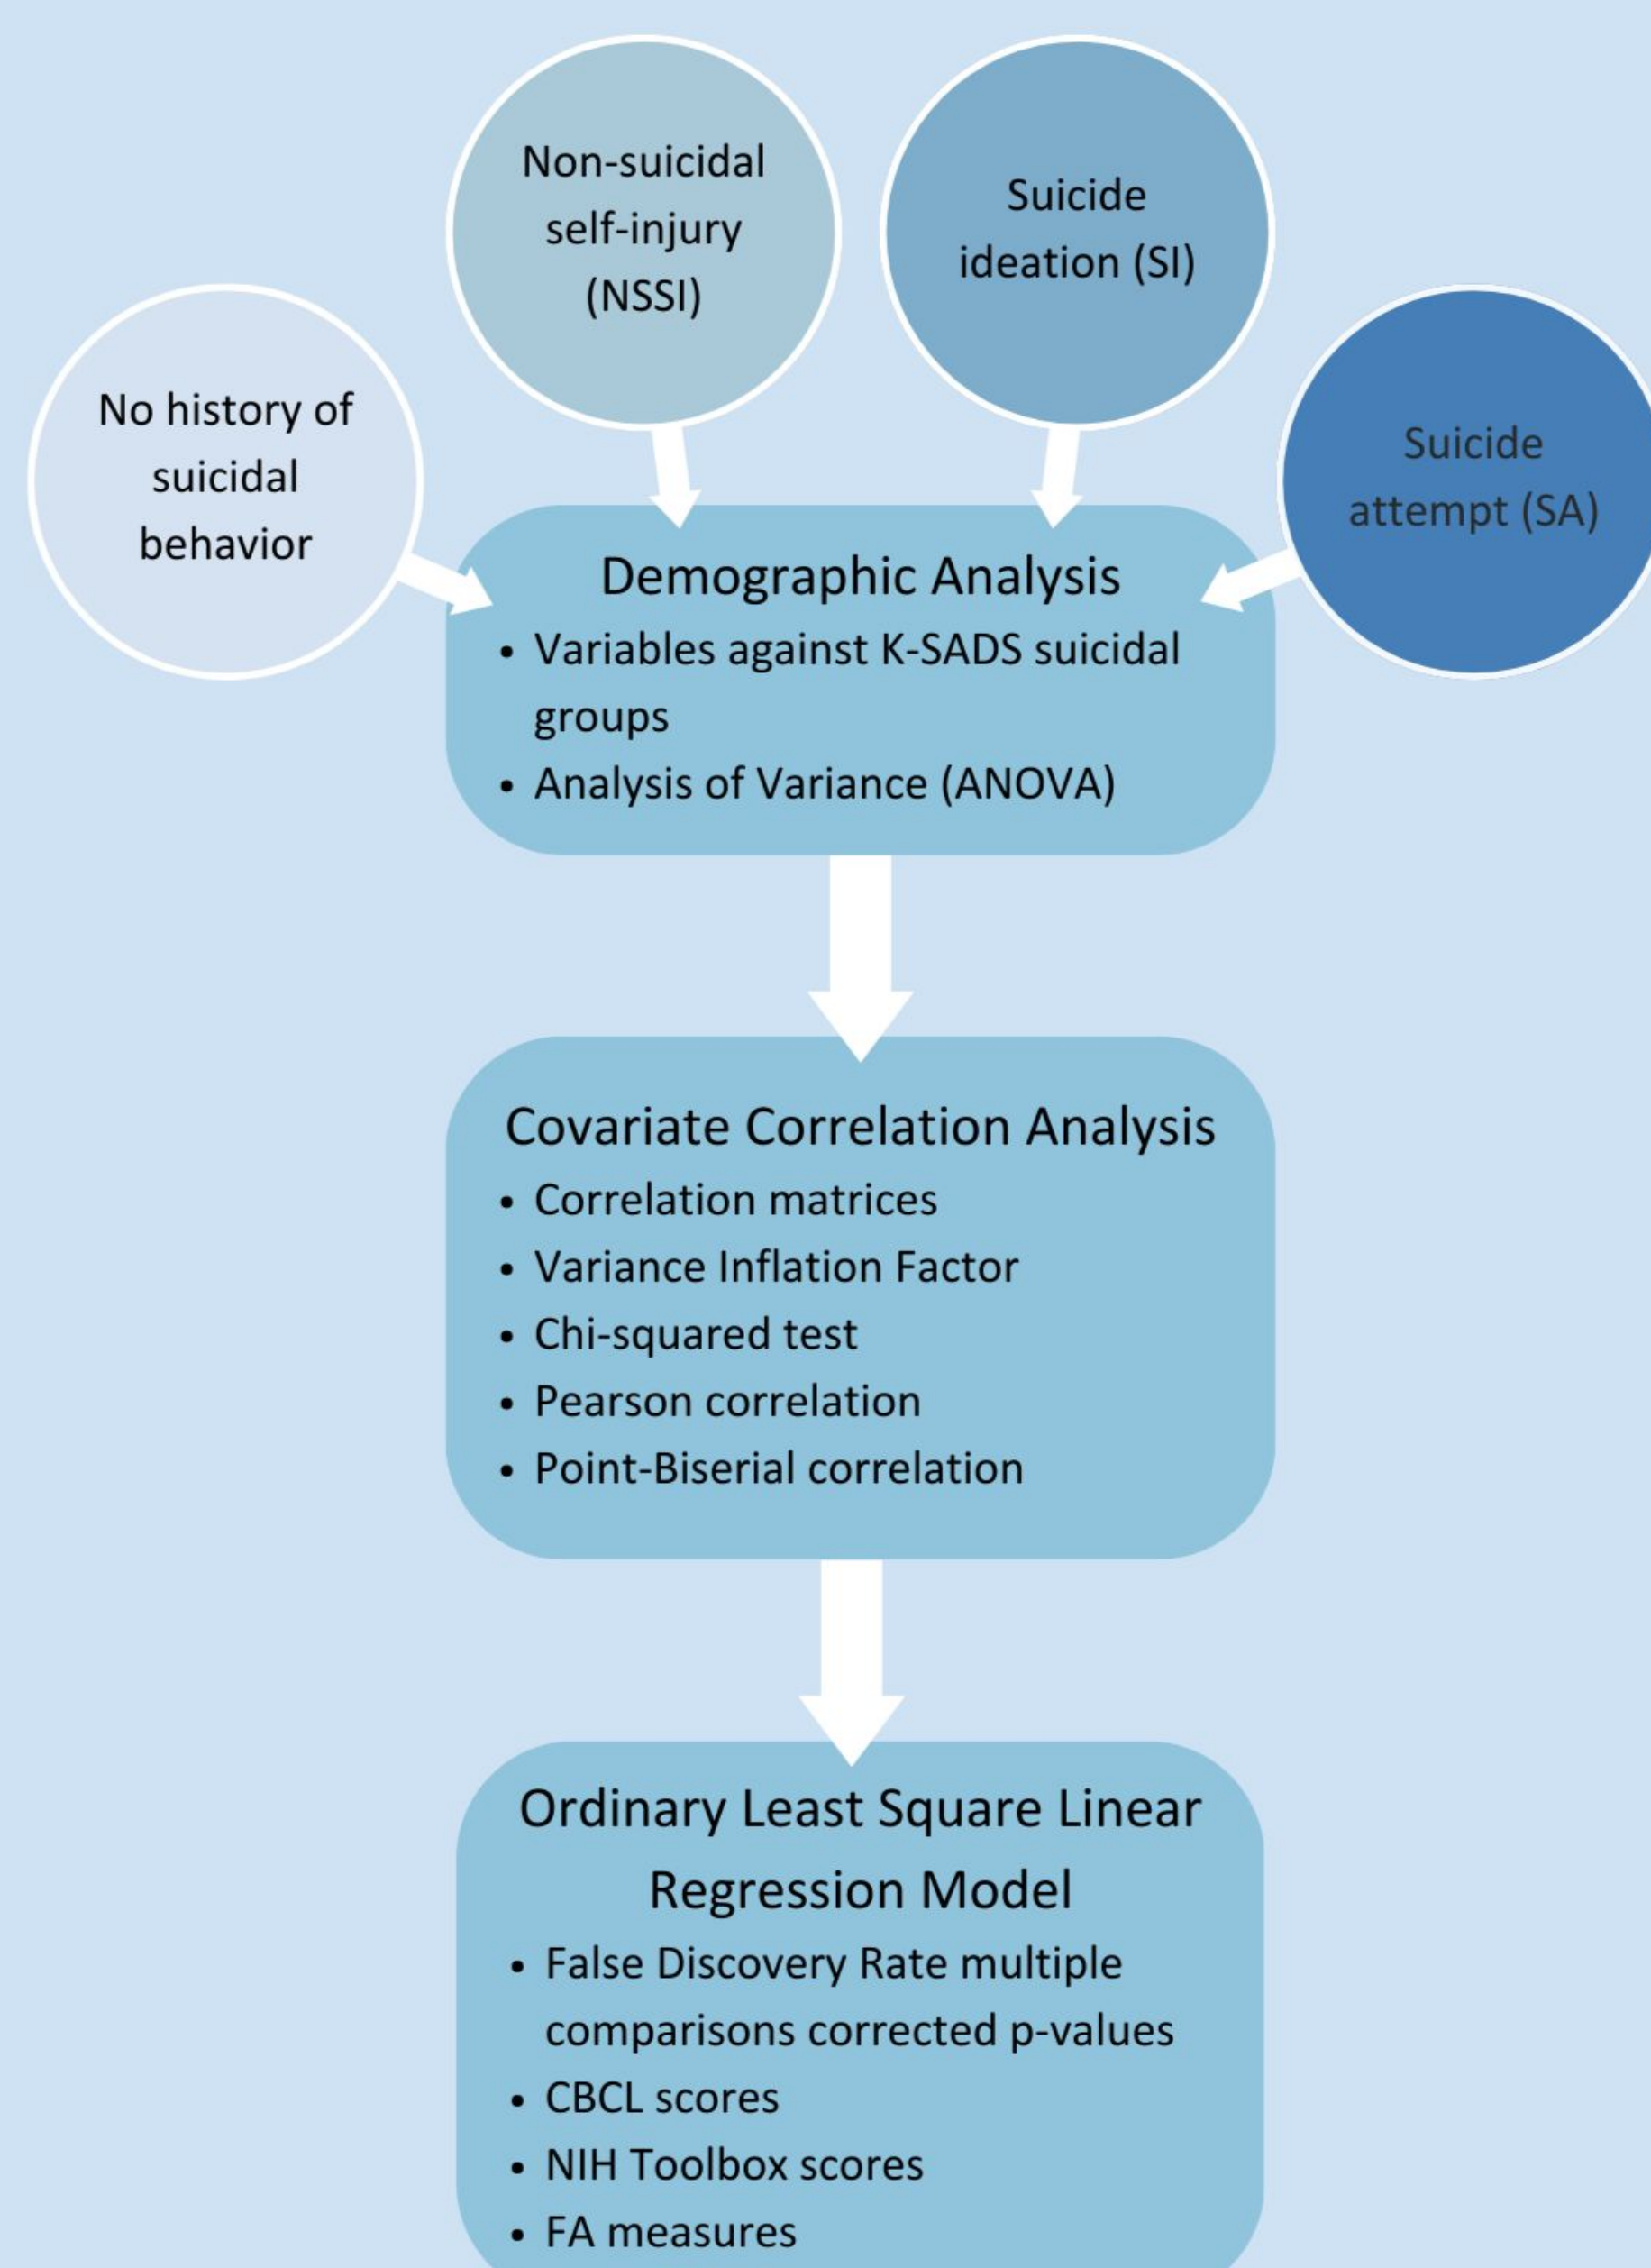 No history of
suicidal
behavior
Non-suicidal
self-injury
(NSSI)
Suicide
ideation (SI)
Suicide
attempt (SA)
Demographic Analysis
• Variables against K-SADS suicidal
groups
• Analysis of Variance (ANOVA)
Covariate Correlation Analysis
• Correlation matrices
• Variance Inflation Factor
• Chi-squared test
• Pearson correlation
• Point-Biserial correlation
Ordinary Least Square Linear
Regression Model
• False Discovery Rate multiple
comparisons corrected p-values
• CBCL scores
• NIH Toolbox scores
• FA measures